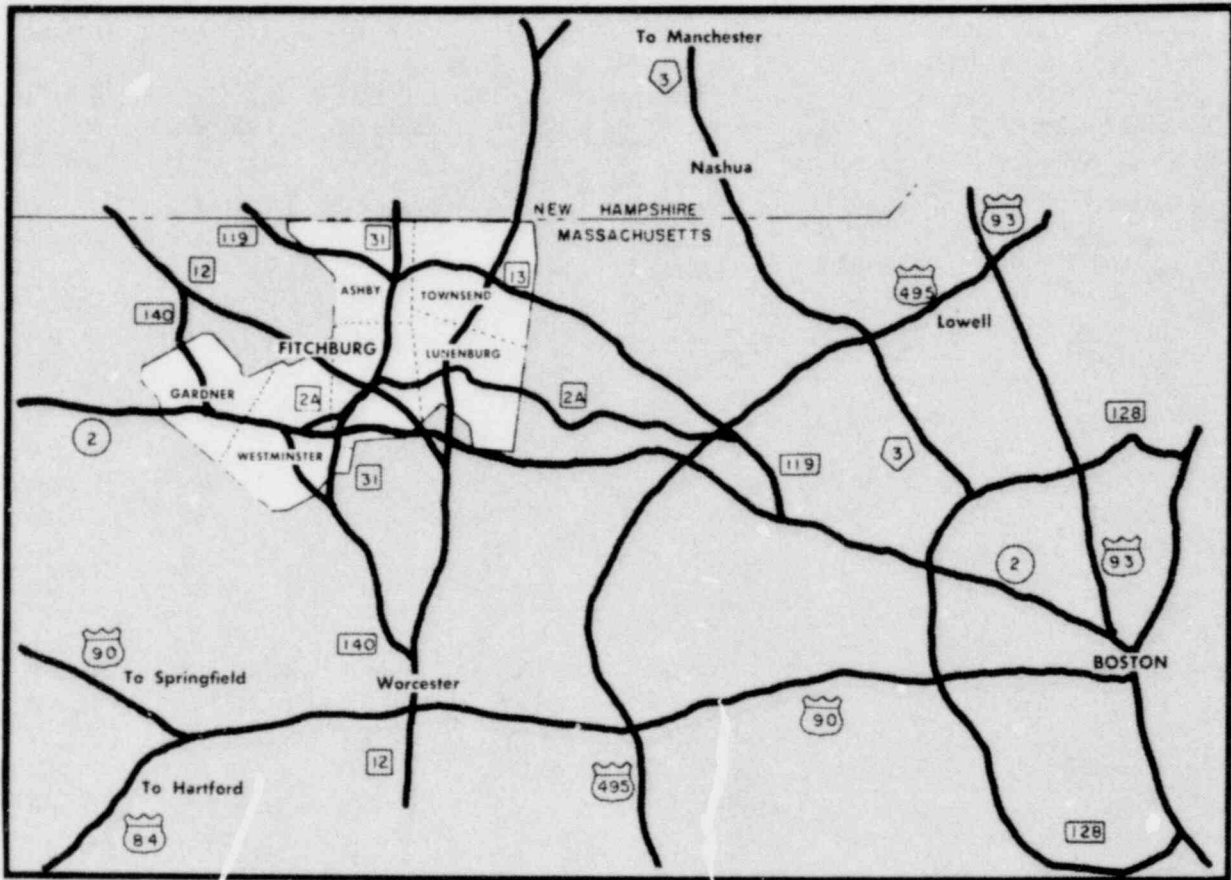 To Manchester
3
Nashua
NEW HAMPSHIRE
MASSACHUSETTS
93
119
31
12
13
495
140
ASHBY
TOWNSEND
Lowell
FITCHBURG
LUNENBURG
GARDNER
2A
2A
128
2
WESTMINSTER
3
119
31
2
93
140
90
To Springfield
Worcester
BOSTON
90
12
To Hartford
495
84
128